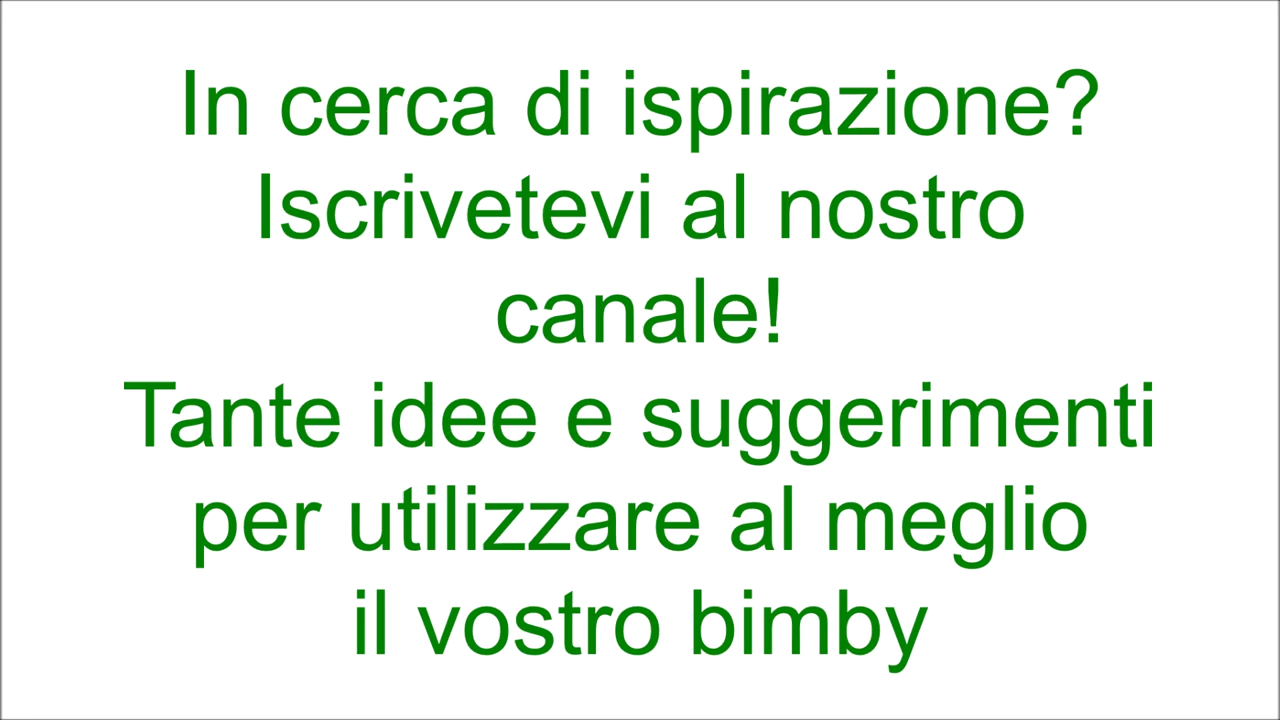 In cerca di ispirazione?
Iscrivetevi al nostro
canale!
Tante idee e suggerimenti
per utilizzare al meglio
il vostro bimby